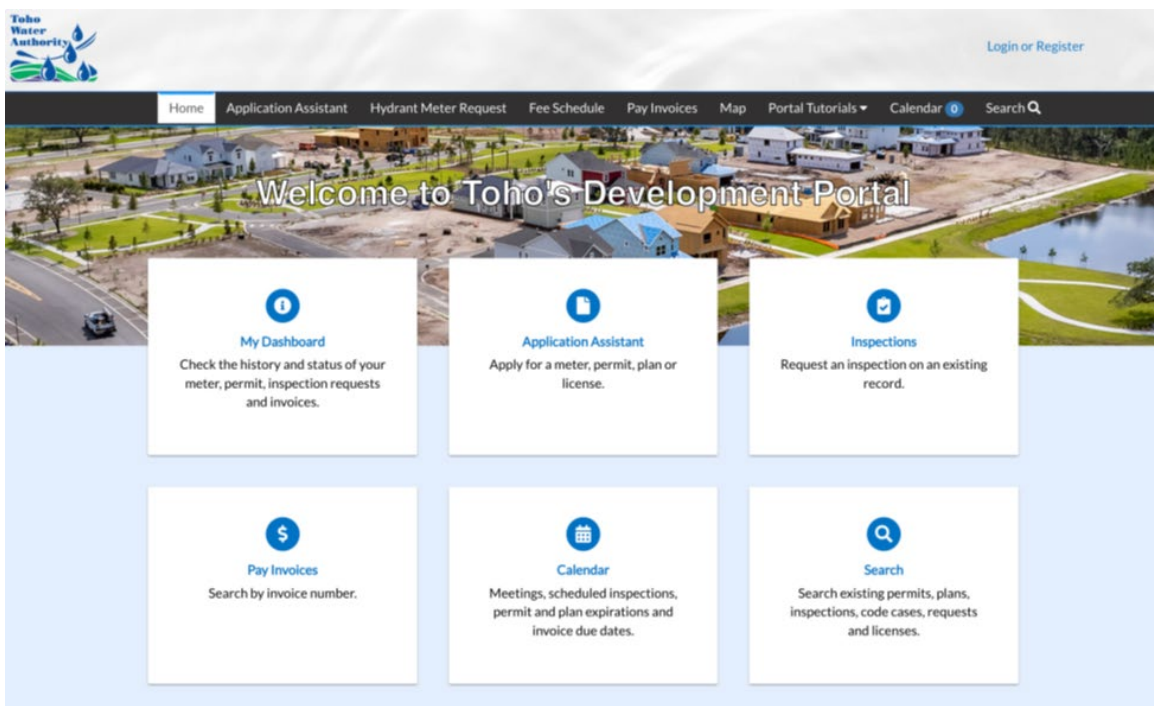 Toho
Water
Authority
Login or Register
Home Application Assistant Hydrant Meter Request Fee Schedule Pay Invoices Map Portal Tutorials Calendar 0 Search
Welcome to Toho's Development Portal
My Dashboard
Check the history and status of your
meter, permit, inspection requests
and invoices.
Application Assistant
Apply for a meter, permit, plan or
license.
Inspections
Request an inspection on an existing
record.
Pay Invoices
Search by invoice number.
Calendar
Meetings, scheduled inspections,
permit and plan expirations and
invoice due dates.
Search
Search existing permits, plans,
inspections, code cases, requests
and licenses.